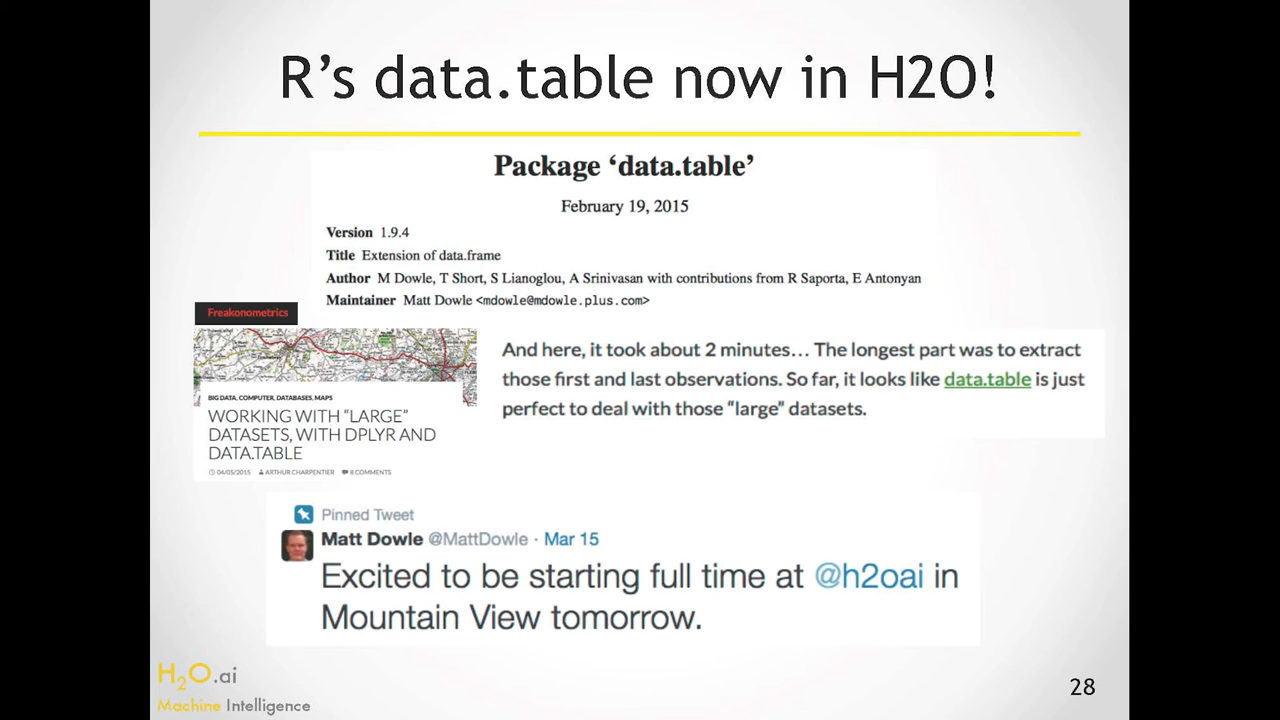 R's data.table now in H2O!
Package ‘data.table’
February 19, 2015
Version 1.9.4
Title Extension of data.frame
Author M Dowle, T Short, S Lianoglou, A Srinivasan with contributions from R Saporta, E Antonyan
Maintainer Matt Dowle <mdowle@mdowle.plus.com>
Freakonometrics
BIG DATA, COMPUTER, DATABASES, MAPS
WORKING WITH “LARGE”
DATASETS, WITH DPLYR AND
DATA.TABLE
04/05/2015 ARTHUR CHARPENTIER 8 COMMENTS
And here, it took about 2 minutes… The longest part was to extract
those first and last observations. So far, it looks like data.table is just
perfect to deal with those “large” datasets.
Pinned Tweet
Matt Dowle @MattDowle · Mar 15
Excited to be starting full time at @h2oai in
Mountain View tomorrow.
H2O.ai
Machine Intelligence
28